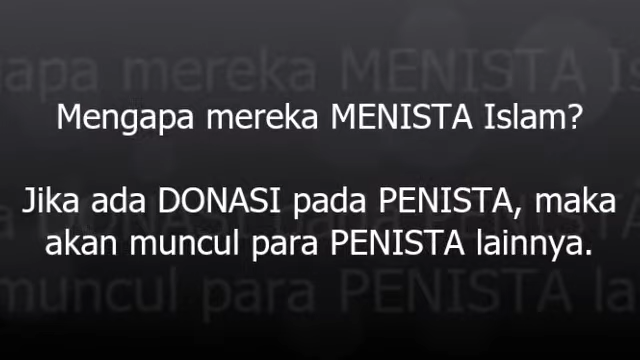 Mengapa mereka MENISTA Islam?
Jika ada DONASI pada PENISTA, maka
akan muncul para PENISTA lainnya.